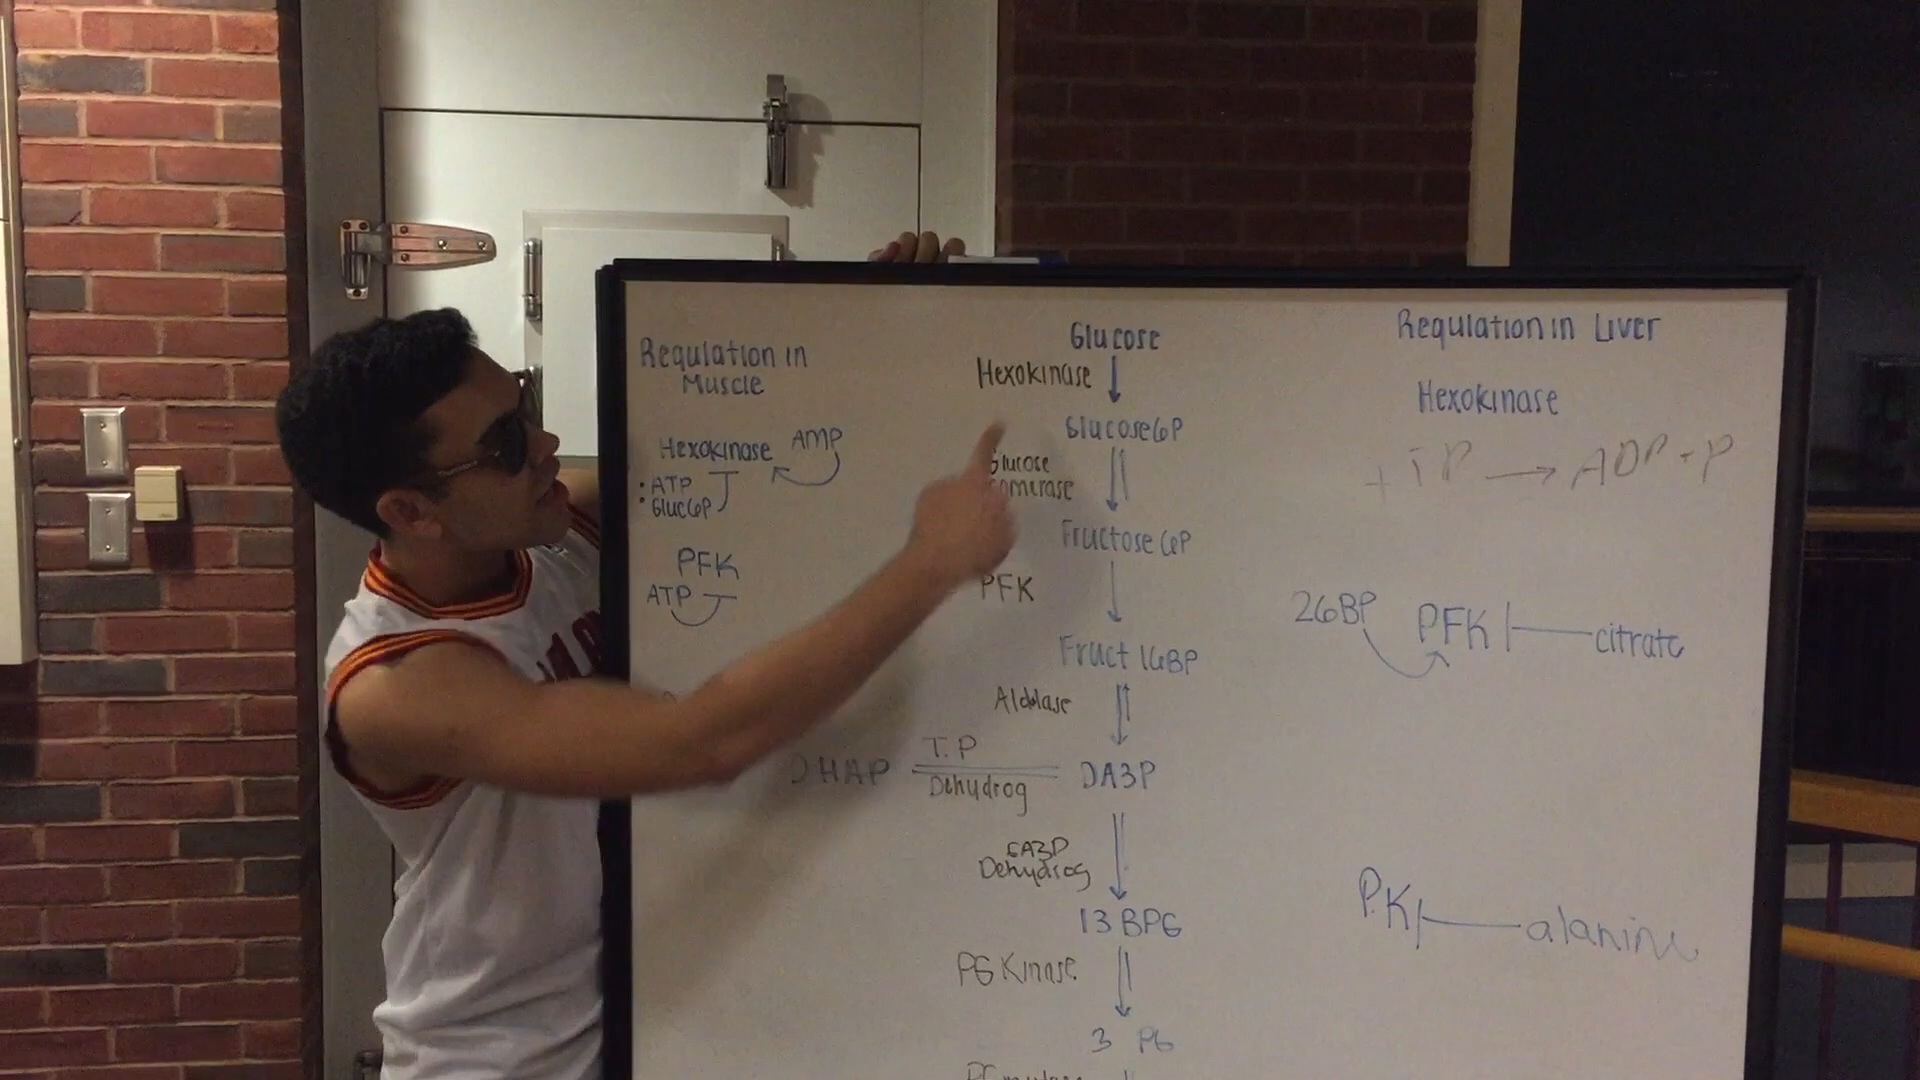 Regulation in
Muscle
Hexokinase
AMP
ATP
Gluc6P
PFK
ATP
Glucose
Hexokinase
Glucose6P
Glucose
Fructose 6P
PFK
Fruct 16BP
Aldolase
DHAP
T.P
Dehydrog
DA3P
GA3P
Dehydrog
13 BPG
PG Kinase
3 PG
Regulation in Liver
Hexokinase
ADP + P
26BP
PFK
citrate
PK
alanine